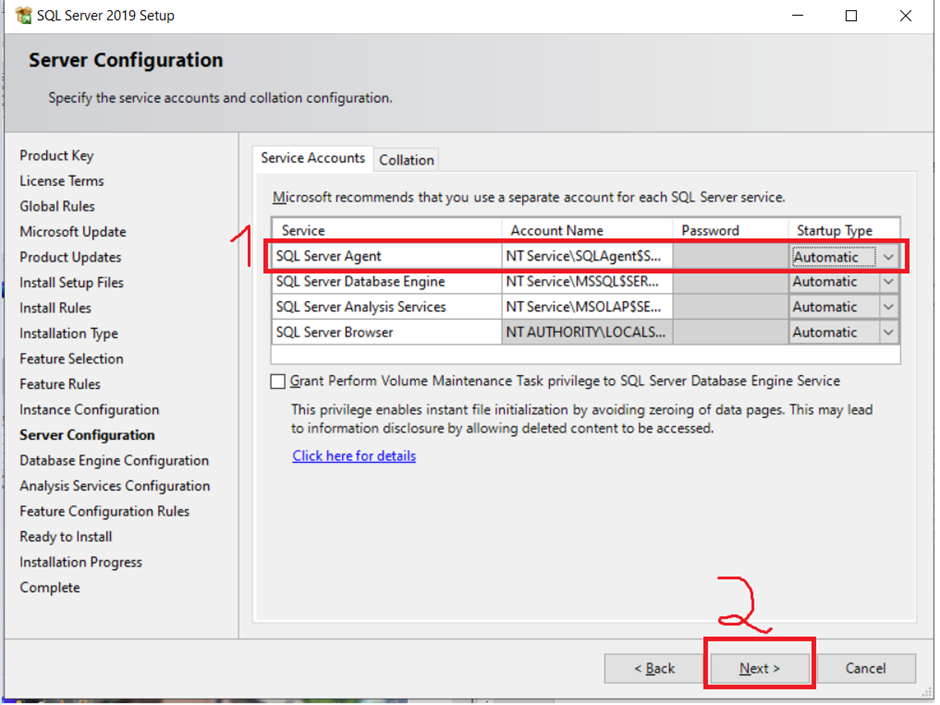 SQL Server 2019 Setup
Server Configuration
Specify the service accounts and collation configuration.
Product Key
License Terms
Global Rules
Microsoft Update
Product Updates
Install Setup Files
Install Rules
Installation Type
Feature Selection
Feature Rules
Instance Configuration
Server Configuration
Database Engine Configuration
Analysis Services Configuration
Feature Configuration Rules
Ready to Install
Installation Progress
Complete
Service Accounts Collation
Microsoft recommends that you use a separate account for each SQL Server service.
Service Account Name Password Startup Type
1
SQL Server Agent NT Service\SQLAgent$S... Automatic
SQL Server Database Engine NT Service\MSSQL$SER... Automatic
SQL Server Analysis Services NT Service\MSOLAP$SE... Automatic
SQL Server Browser NT AUTHORITY\LOCALS... Automatic
Grant Perform Volume Maintenance Task privilege to SQL Server Database Engine Service
This privilege enables instant file initialization by avoiding zeroing of data pages. This may lead
to information disclosure by allowing deleted content to be accessed.
Click here for details
2
< Back Next > Cancel